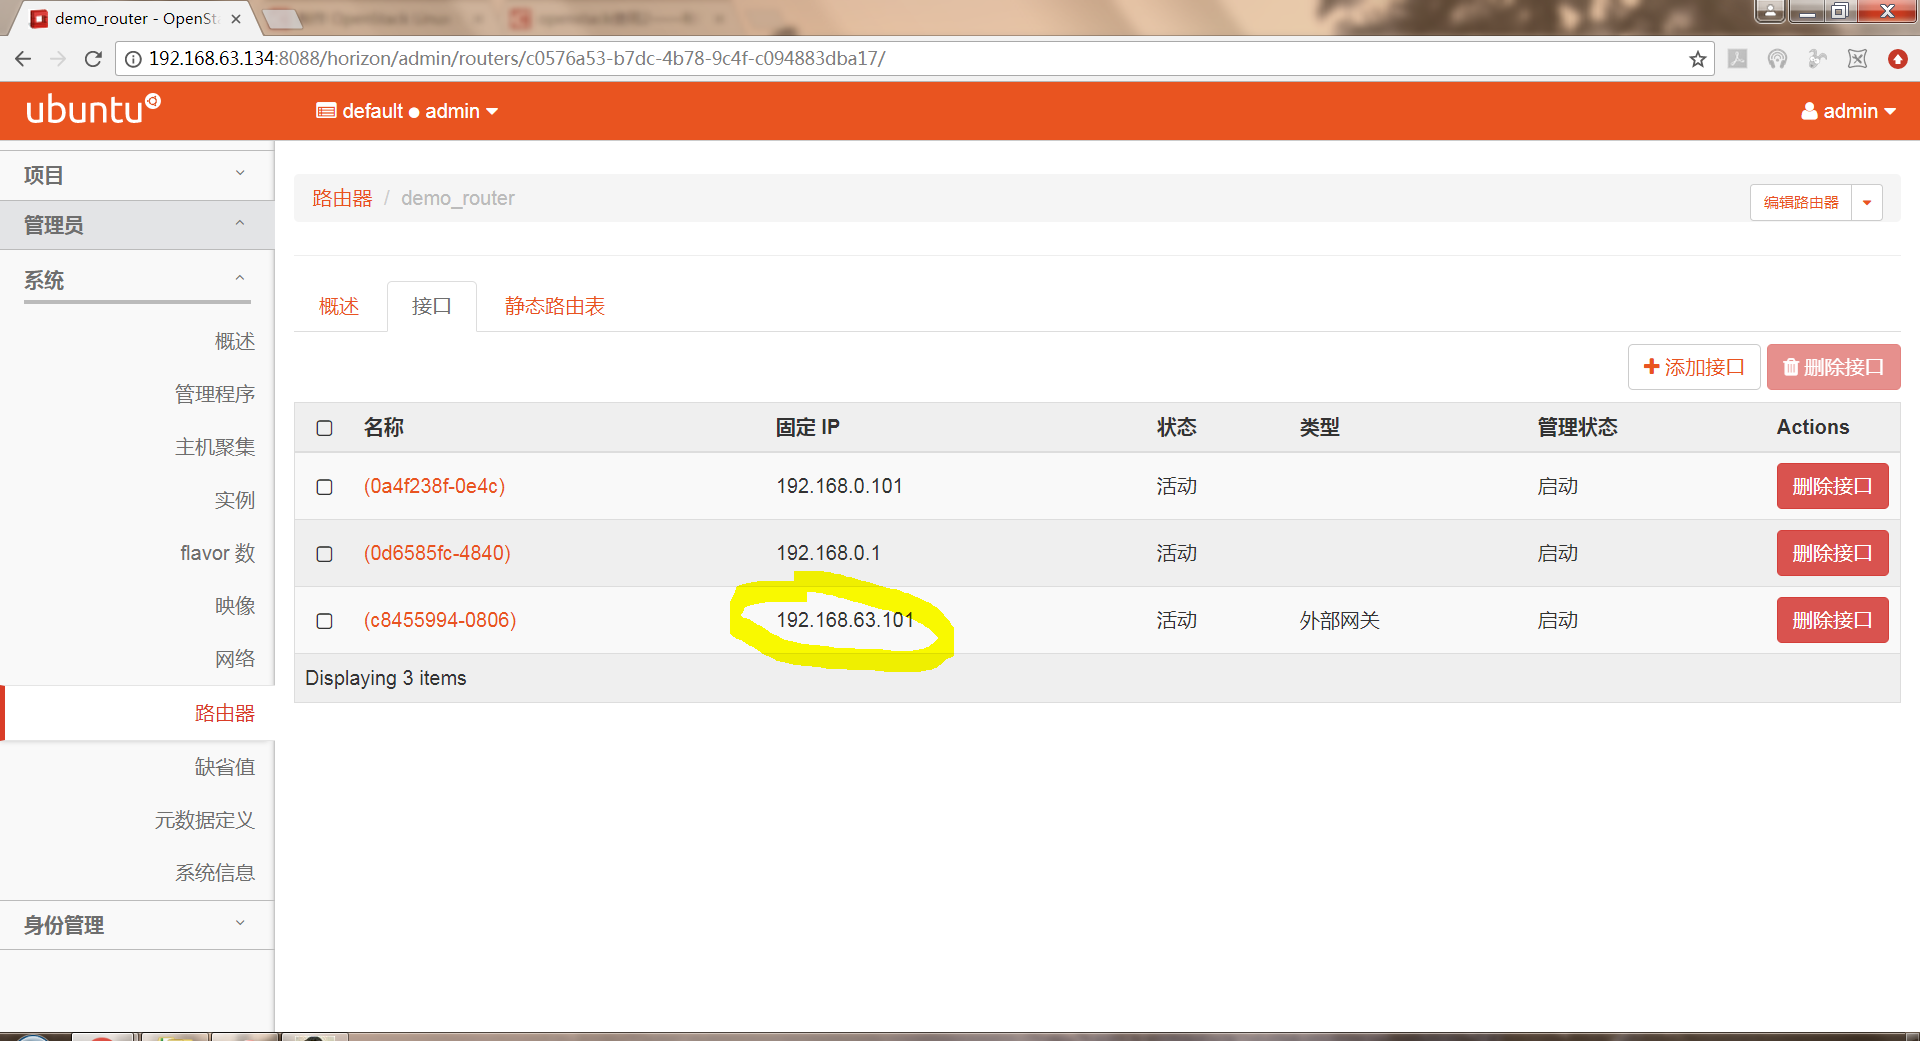 demo_router - OpenSt
192.168.63.134:8088/horizon/admin/routers/c0576a53-b7dc-4b78-9c4f-c094883dba17/
ubuntu
default ● admin
admin
项目
管理员
系统
概述
管理程序
主机聚集
实例
flavor 数
映像
网络
路由器
缺省值
元数据定义
系统信息
身份管理
路由器 / demo_router
编辑路由器
概述 接口 静态路由表
添加接口 删除接口
名称 固定 IP 状态 类型 管理状态 Actions
(0a4f238f-0e4c) 192.168.0.101 活动 启动 删除接口
(0d6585fc-4840) 192.168.0.1 活动 启动 删除接口
(c8455994-0806) 192.168.63.101 活动 外部网关 启动 删除接口
Displaying 3 items